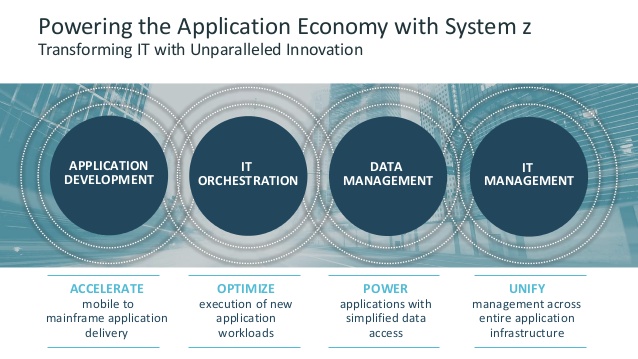 Powering the Application Economy with System z
Transforming IT with Unparalleled Innovation
APPLICATION
DEVELOPMENT
IT
ORCHESTRATION
DATA
MANAGEMENT
IT
MANAGEMENT
ACCELERATE
mobile to
mainframe application
delivery
OPTIMIZE
execution of new
application
workloads
POWER
applications with
simplified data
access
UNIFY
management across
entire application
infrastructure